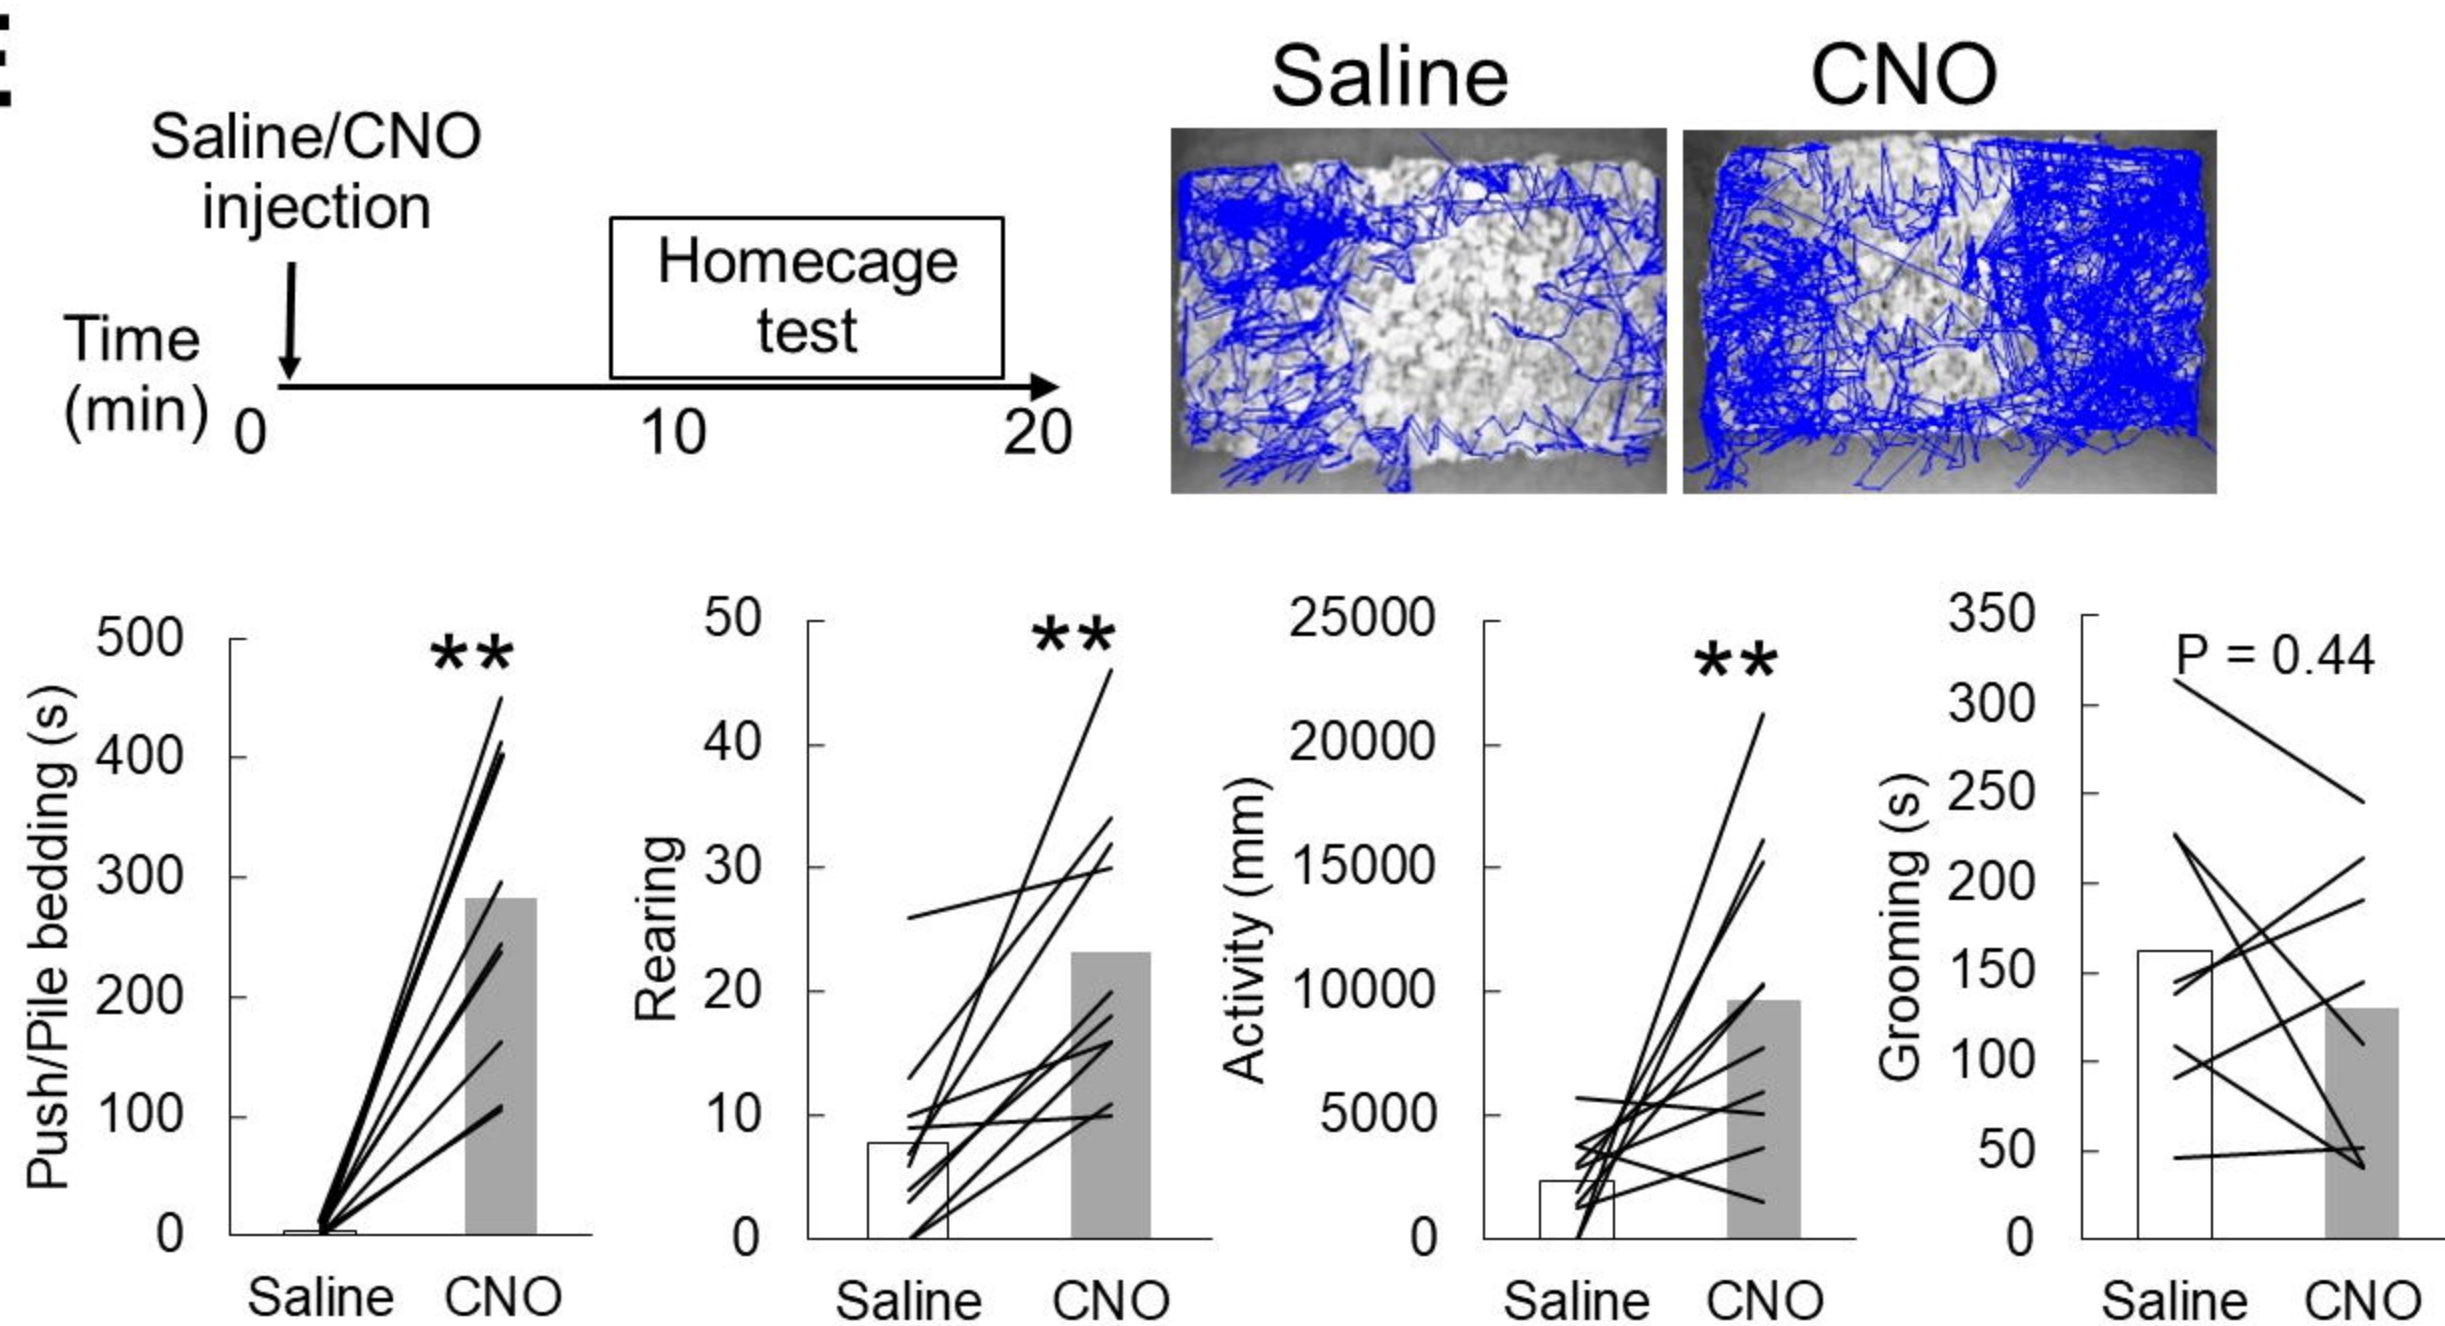 Saline
CNO
Saline/CNO
injection
Homecage
test
Time
(min)
0
10
20
Push/Pile bedding (s)
500
400
300
200
100
0
**
Saline
CNO
Rearing
50
40
30
20
10
0
**
Saline
CNO
Activity (mm)
25000
20000
15000
10000
5000
0
**
Saline
CNO
Grooming (s)
350
300
250
200
150
100
50
0
P = 0.44
Saline
CNO